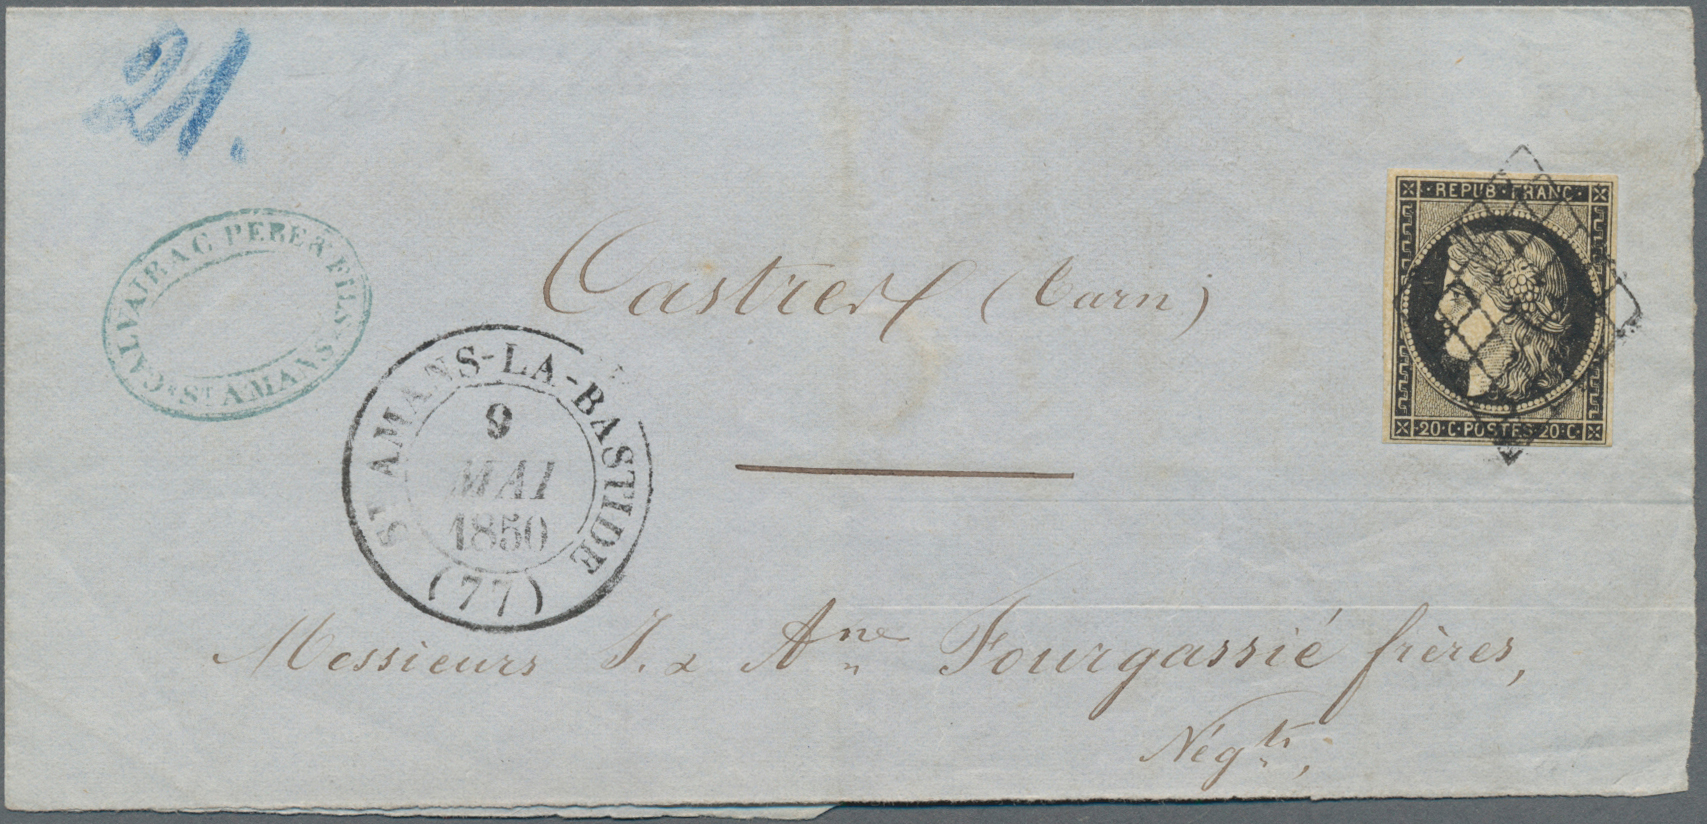 21.
CALVAIRAC PERE & FILS
St AMANS
REPUB·FRANC·
20·C·POSTES·20·C·
Castres (Tarn)
ST AMANS-LA-BASTIDE
9
MAI
1850
(77)
Messieurs J. & Ane Fourgassié frères,
Négts,